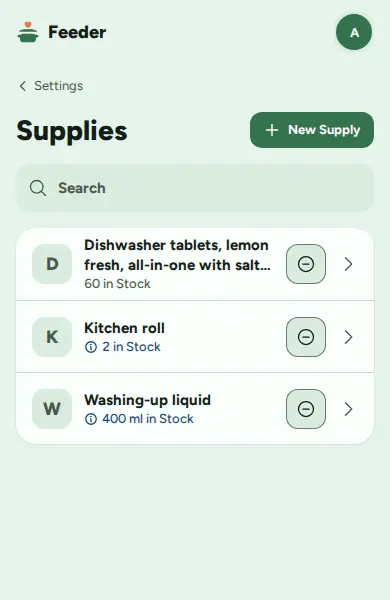 Feeder
A
Settings
Supplies
New Supply
Search
D
Dishwasher tablets, lemon
fresh, all-in-one with salt...
60 in Stock
K
Kitchen roll
2 in Stock
W
Washing-up liquid
400 ml in Stock